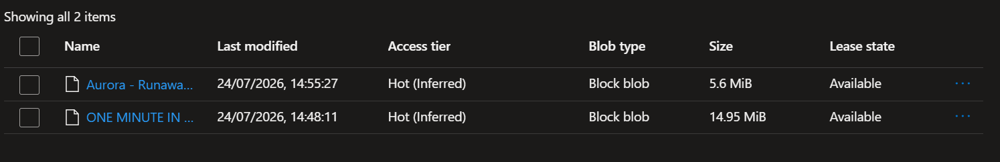 Showing all 2 items
Name Last modified Access tier Blob type Size Lease state
Aurora - Runawa... 24/07/2026, 14:55:27 Hot (Inferred) Block blob 5.6 MiB Available ...
ONE MINUTE IN ... 24/07/2026, 14:48:11 Hot (Inferred) Block blob 14.95 MiB Available ...